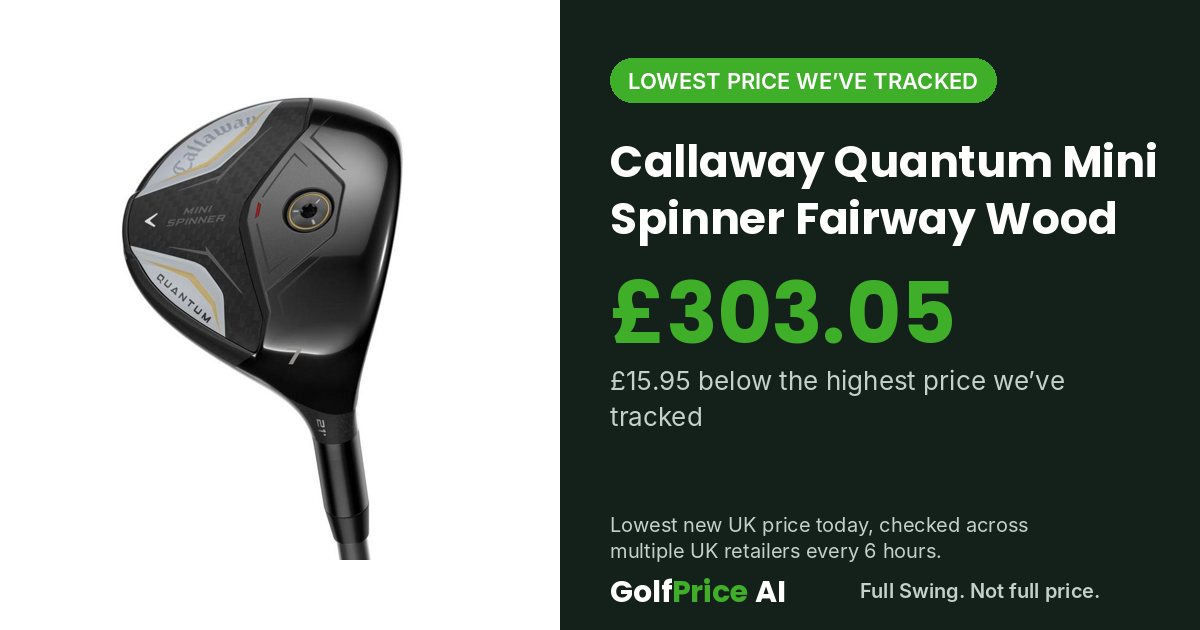 Callaway
MINI
SPINNER
QUANTUM
21°
LOWEST PRICE WE’VE TRACKED
Callaway Quantum Mini
Spinner Fairway Wood
£303.05
£15.95 below the highest price we’ve
tracked
Lowest new UK price today, checked across
multiple UK retailers every 6 hours.
GolfPrice AI
Full Swing. Not full price.